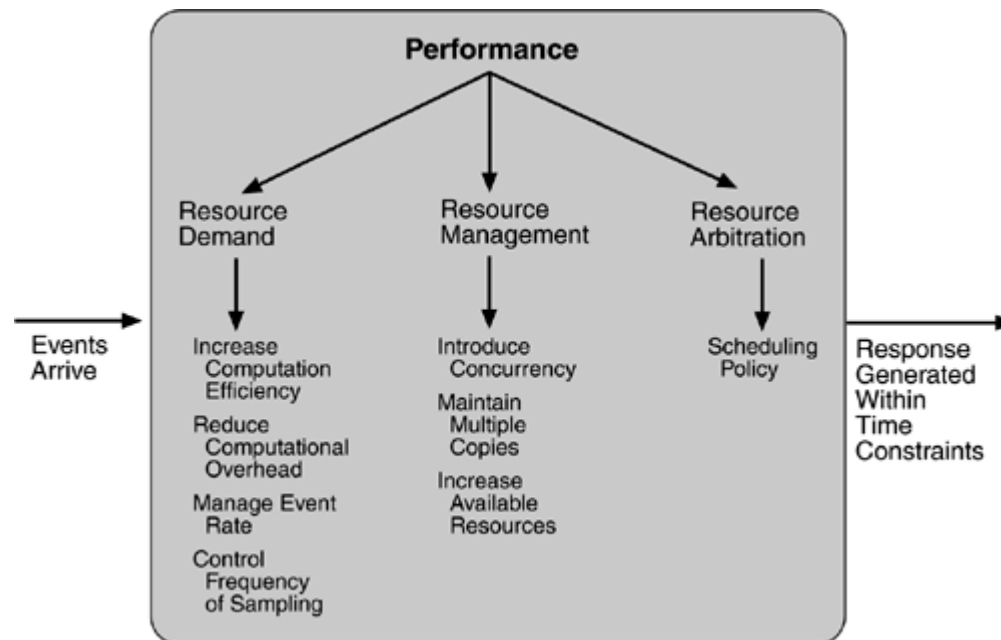 Performance
Resource
Demand
Resource
Management
Resource
Arbitration
Events
Arrive
Increase
Computation
Efficiency
Reduce
Computational
Overhead
Manage Event
Rate
Control
Frequency
of Sampling
Introduce
Concurrency
Maintain
Multiple
Copies
Increase
Available
Resources
Scheduling
Policy
Response
Generated
Within
Time
Constraints